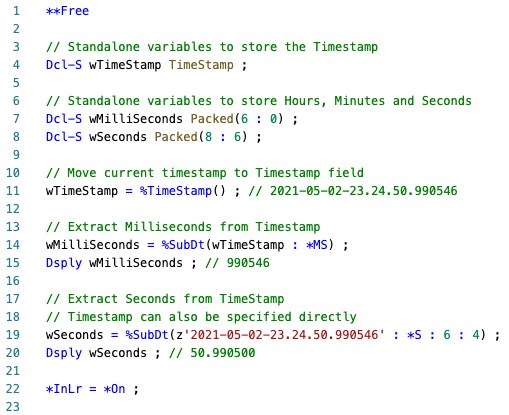 1 **Free
2
3 // Standalone variables to store the Timestamp
4 Dcl-S wTimeStamp TimeStamp ;
5
6 // Standalone variables to store Hours, Minutes and Seconds
7 Dcl-S wMilliSeconds Packed(6 : 0) ;
8 Dcl-S wSeconds Packed(8 : 6) ;
9
10 // Move current timestamp to Timestamp field
11 wTimeStamp = %TimeStamp() ; // 2021-05-02-23.24.50.990546
12
13 // Extract Milliseconds from Timestamp
14 wMilliSeconds = %SubDt(wTimeStamp : *MS) ;
15 Dsply wMilliSeconds ; // 990546
16
17 // Extract Seconds from TimeStamp
18 // Timestamp can also be specified directly
19 wSeconds = %SubDt(z'2021-05-02-23.24.50.990546' : *S : 6 : 4) ;
20 Dsply wSeconds ; // 50.990500
21
22 *InLr = *On ;
23